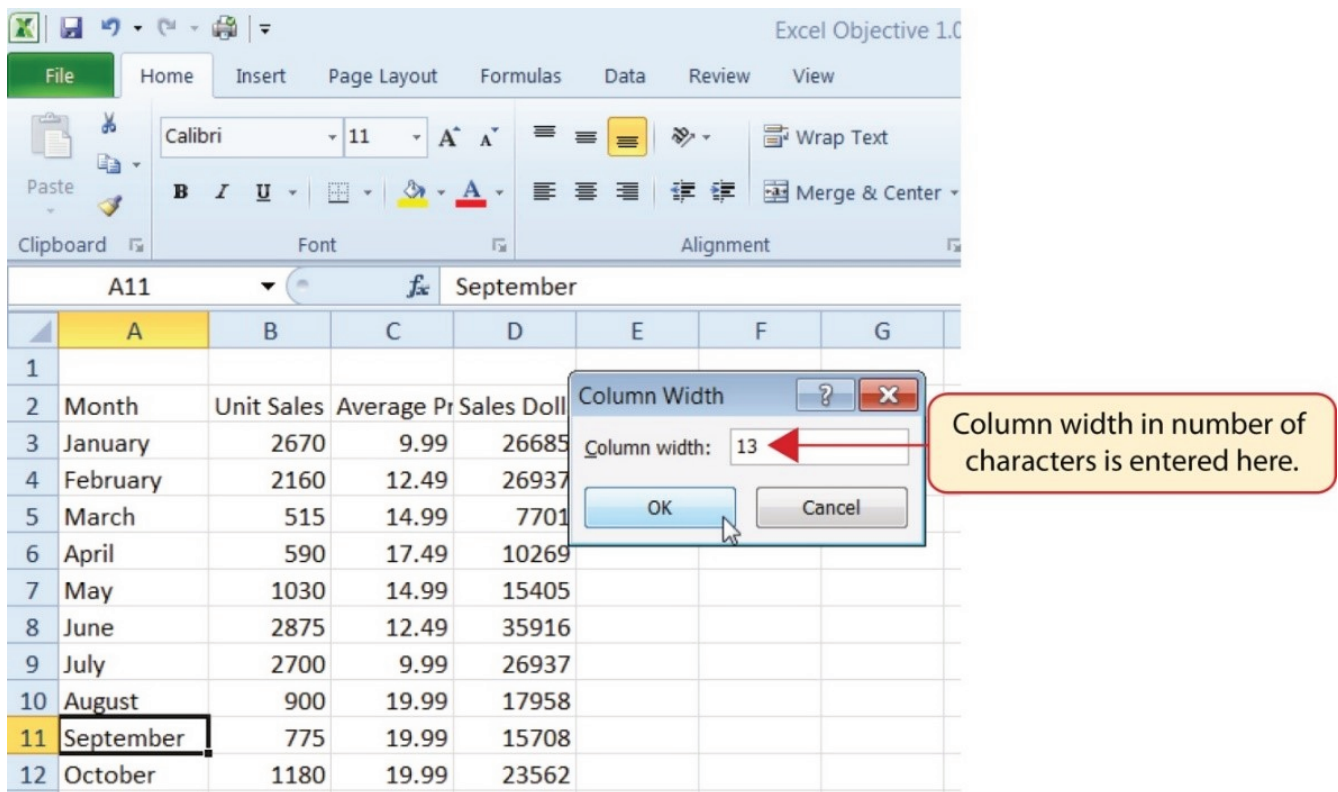 Excel Objective 1.0
File Home Insert Page Layout Formulas Data Review View
Calibri 11 A A Wrap Text
Paste B I U A Merge & Center
Clipboard Font Alignment
A11 fx September
A B C D E F G
1
2 Month Unit Sales Average Pr Sales Doll
3 January 2670 9.99 26685
4 February 2160 12.49 26937
5 March 515 14.99 7701
6 April 590 17.49 10269
7 May 1030 14.99 15405
8 June 2875 12.49 35916
9 July 2700 9.99 26937
10 August 900 19.99 17958
11 September 775 19.99 15708
12 October 1180 19.99 23562
Column Width ?
Column width: 13
OK Cancel
Column width in number of
characters is entered here.